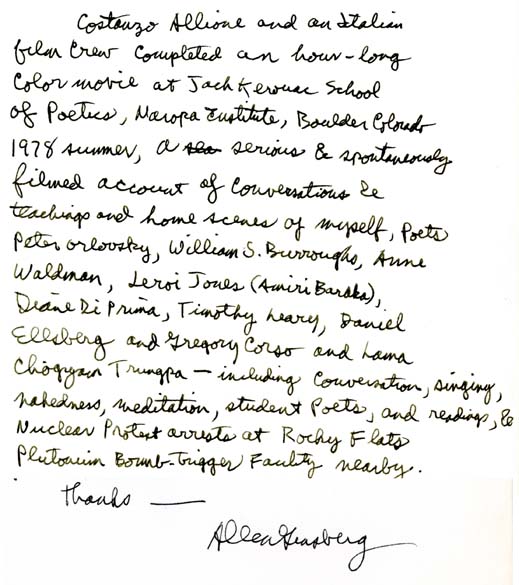 Costanzo Allione and an Italian
film Crew Completed an hour-long
Color movie at Jack Kerouac School
of Poetics, Naropa Institute, Boulder Colorado
1978 summer, a serious & spontaneously
filmed account of Conversations &
teachings and home scenes of myself, Poets
Peter Orlovsky, William S. Burroughs, Anne
Waldman, Leroi Jones (Amiri Baraka),
Diane Di Prima, Timothy Leary, Daniel
Ellsberg and Gregory Corso and Lama
Chögyam Trungpa — including Conversation, singing,
nakedness, meditation, student Poets, and readings, &
Nuclear Protest arrests at Rocky Flats
Plutonium Bomb-trigger Facility nearby.
Thanks —
Allen Ginsberg